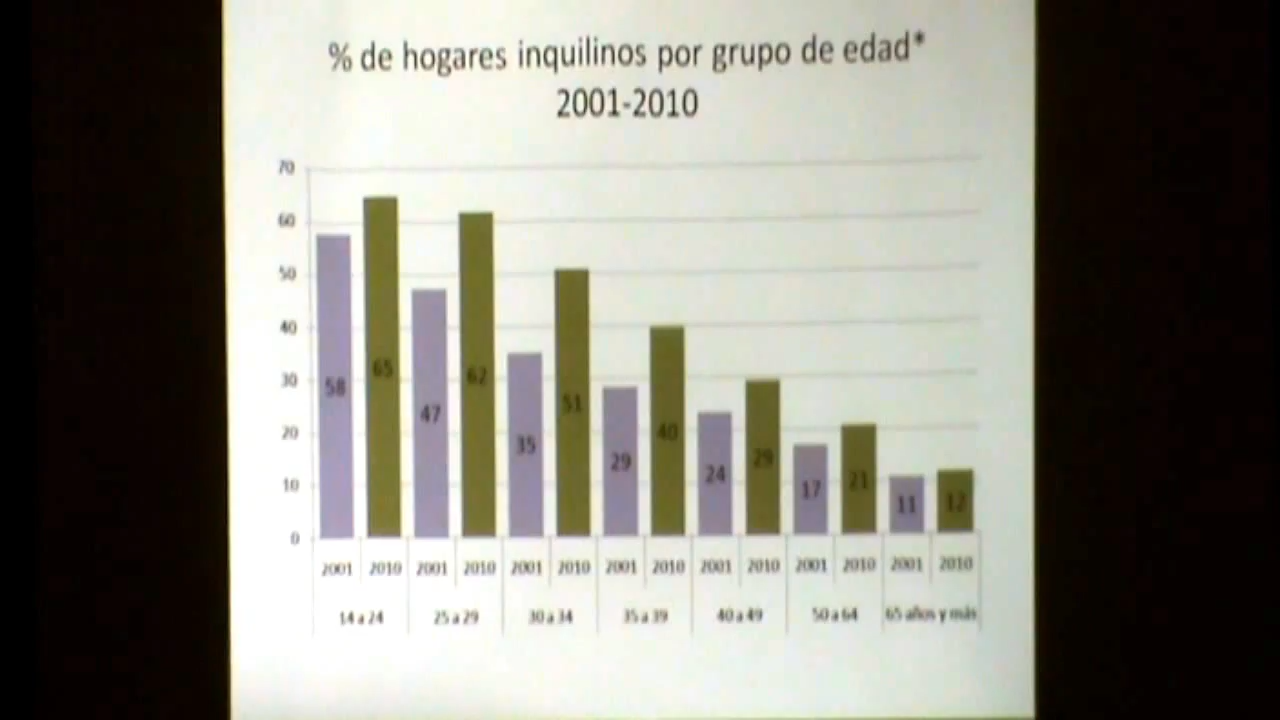 % de hogares inquilinos por grupo de edad*
2001-2010
70
60
50
40
30
20
10
0
58 65 47 62 35 51 29 40 24 29 17 21 11 12
2001 2010 2001 2010 2001 2010 2001 2010 2001 2010 2001 2010 2001 2010
14 a 24 25 a 29 30 a 34 35 a 39 40 a 49 50 a 64 65 años y más